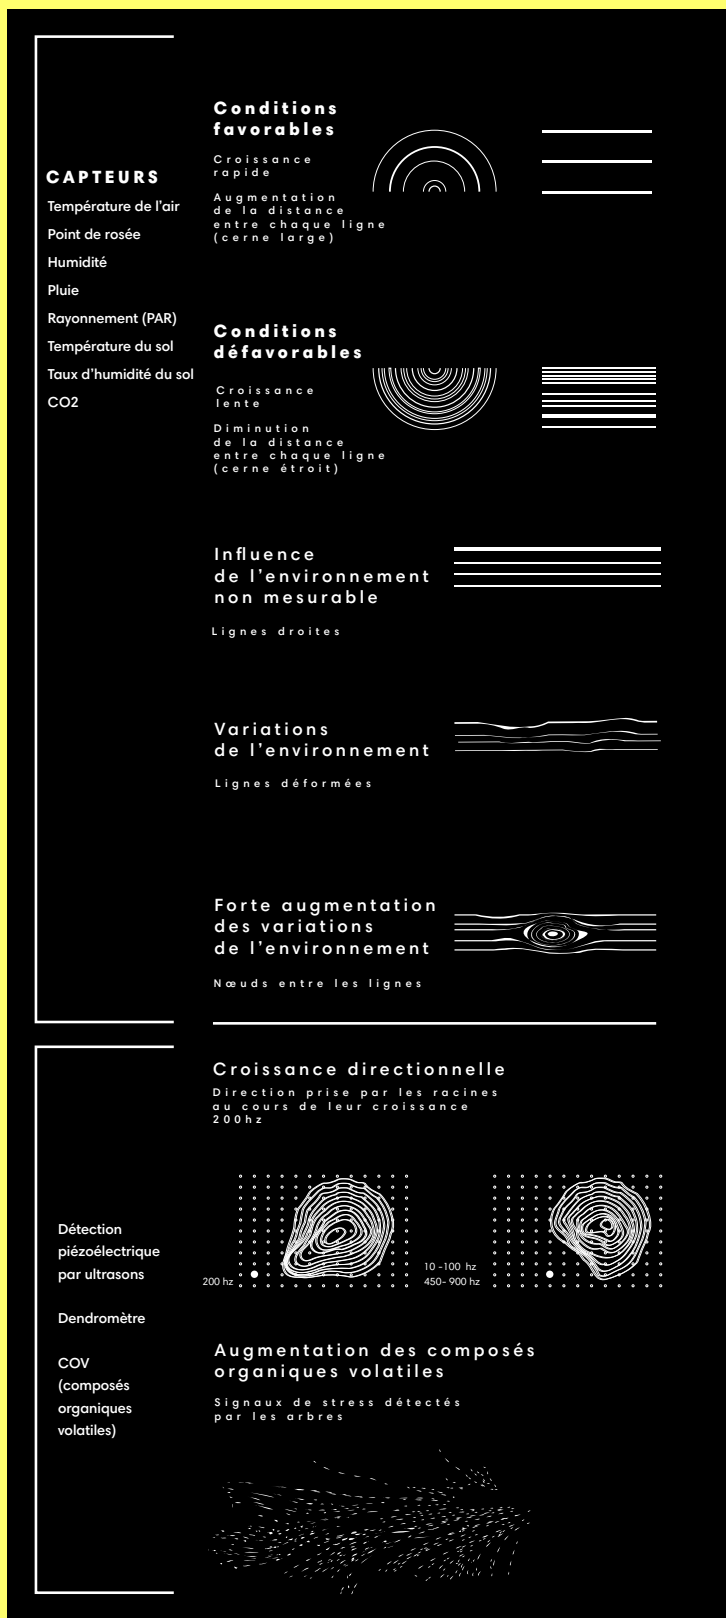 CAPTEURS
Température de l'air
Point de rosée
Humidité
Pluie
Rayonnement (PAR)
Température du sol
Taux d'humidité du sol
CO2
Conditions
favorables
Croissance
rapide
Augmentation
de la distance
entre chaque ligne
(cerne large)
Conditions
défavorables
Croissance
lente
Diminution
de la distance
entre chaque ligne
(cerne étroit)
Influence
de l'environnement
non mesurable
Lignes droites
Variations
de l'environnement
Lignes déformées
Forte augmentation
des variations
de l'environnement
Nœuds entre les lignes
Détection
piézoélectrique
par ultrasons
Dendromètre
COV
(composés
organiques
volatiles)
Croissance directionnelle
Direction prise par les racines
au cours de leur croissance
200hz
200 hz
10 -100 hz
450- 900 hz
Augmentation des composés
organiques volatiles
Signaux de stress détectés
par les arbres